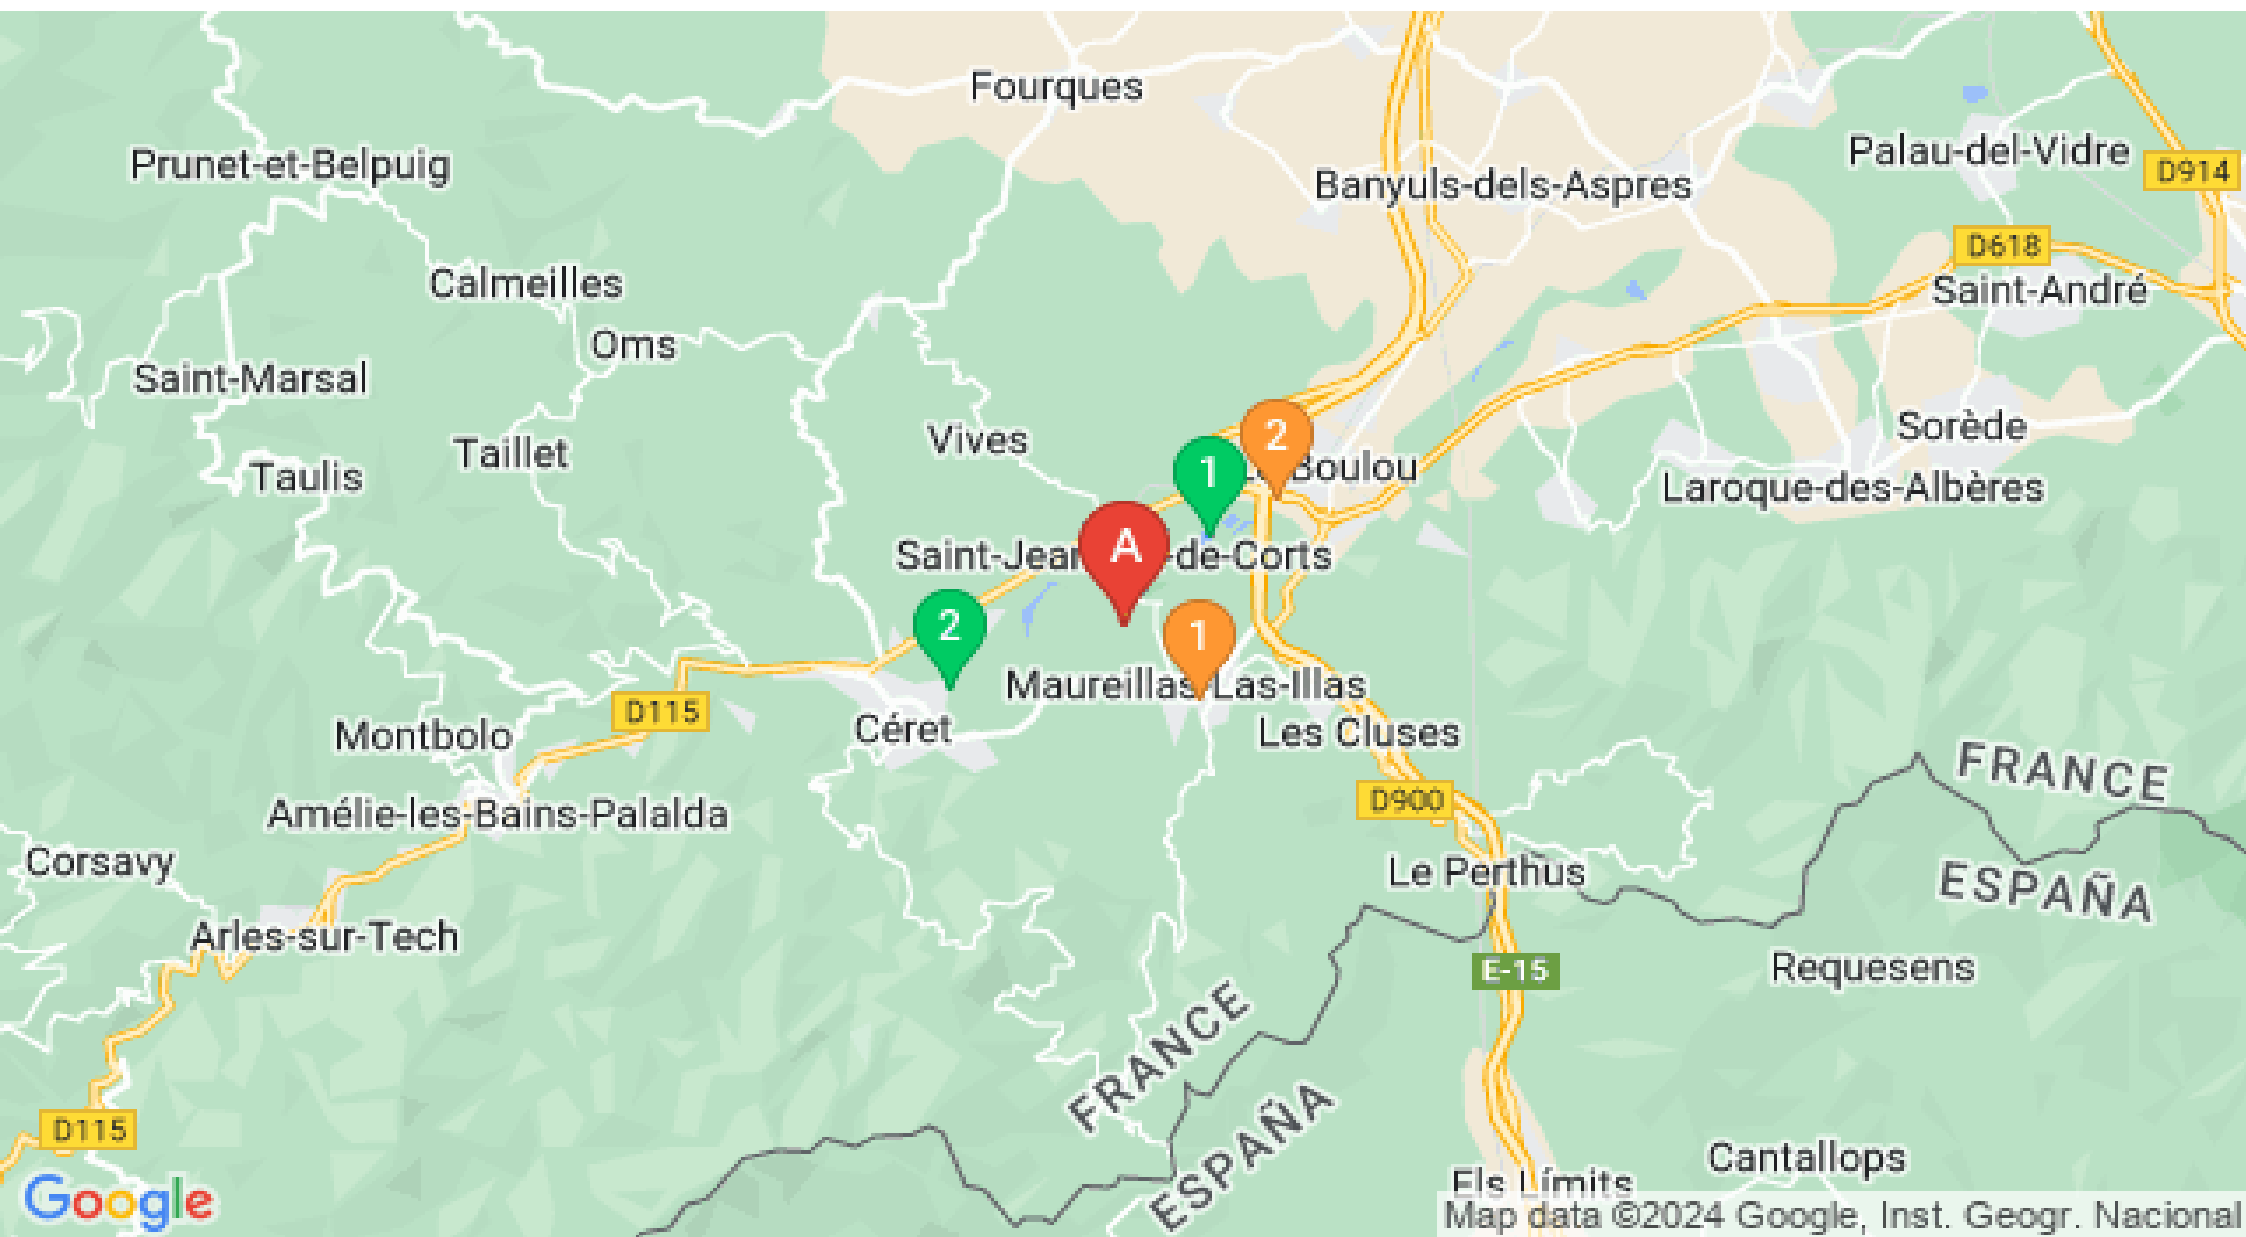 Fourques
Prunet-et-Belpuig
Palau-del-Vidre
D914
Banyuls-dels-Aspres
D618
Calmeilles
Saint-André
Oms
Saint-Marsal
Vives
2
Sorède
Taillet
1
Boulou
Taulis
Laroque-des-Albères
A
Saint-Jea
-de-Corts
2
1
Maureillas-Las-Illas
D115
Céret
Montbolo
Les Cluses
FRANCE
D900
Amélie-les-Bains-Palalda
Corsavy
Le Perthus
ESPAÑA
Arles-sur-Tech
E-15
Requesens
FRANCE
D115
ESPAÑA
Cantallops
Els Límits
Google
Map data ©2024 Google, Inst. Geogr. Nacional